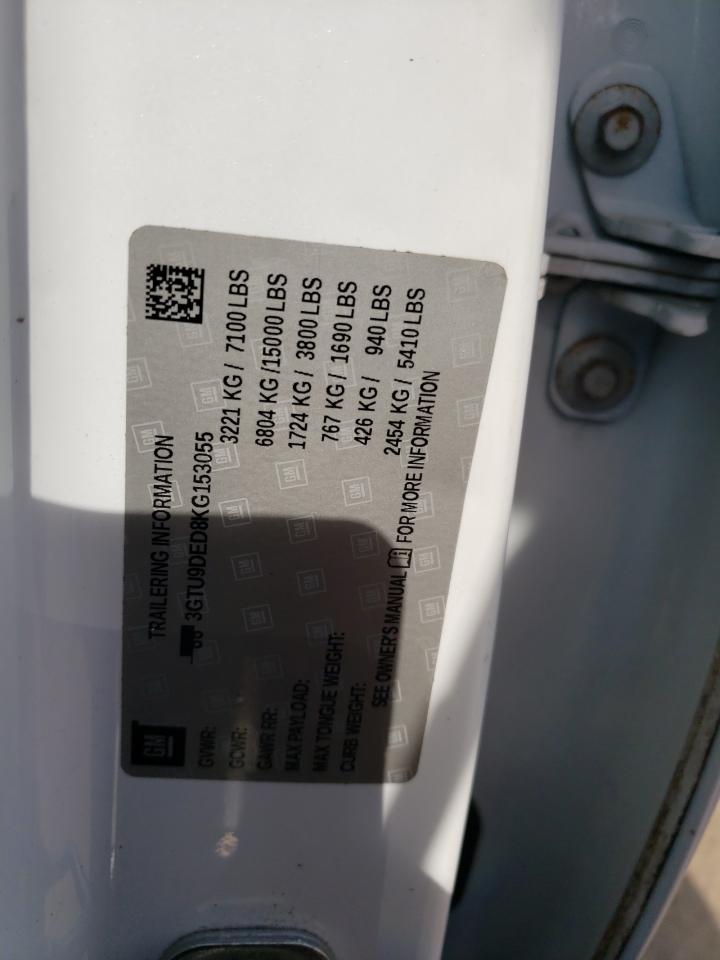 GM
TRAILERING INFORMATION
3GTU9DED8KG153055
GVWR: 3221 KG / 7100 LBS
GCWR: 6804 KG /15000 LBS
GAWR RR: 1724 KG / 3800 LBS
MAX PAYLOAD: 767 KG / 1690 LBS
MAX TONGUE WEIGHT: 426 KG / 940 LBS
CURB WEIGHT: 2454 KG / 5410 LBS
SEE OWNER'S MANUAL FOR MORE INFORMATION